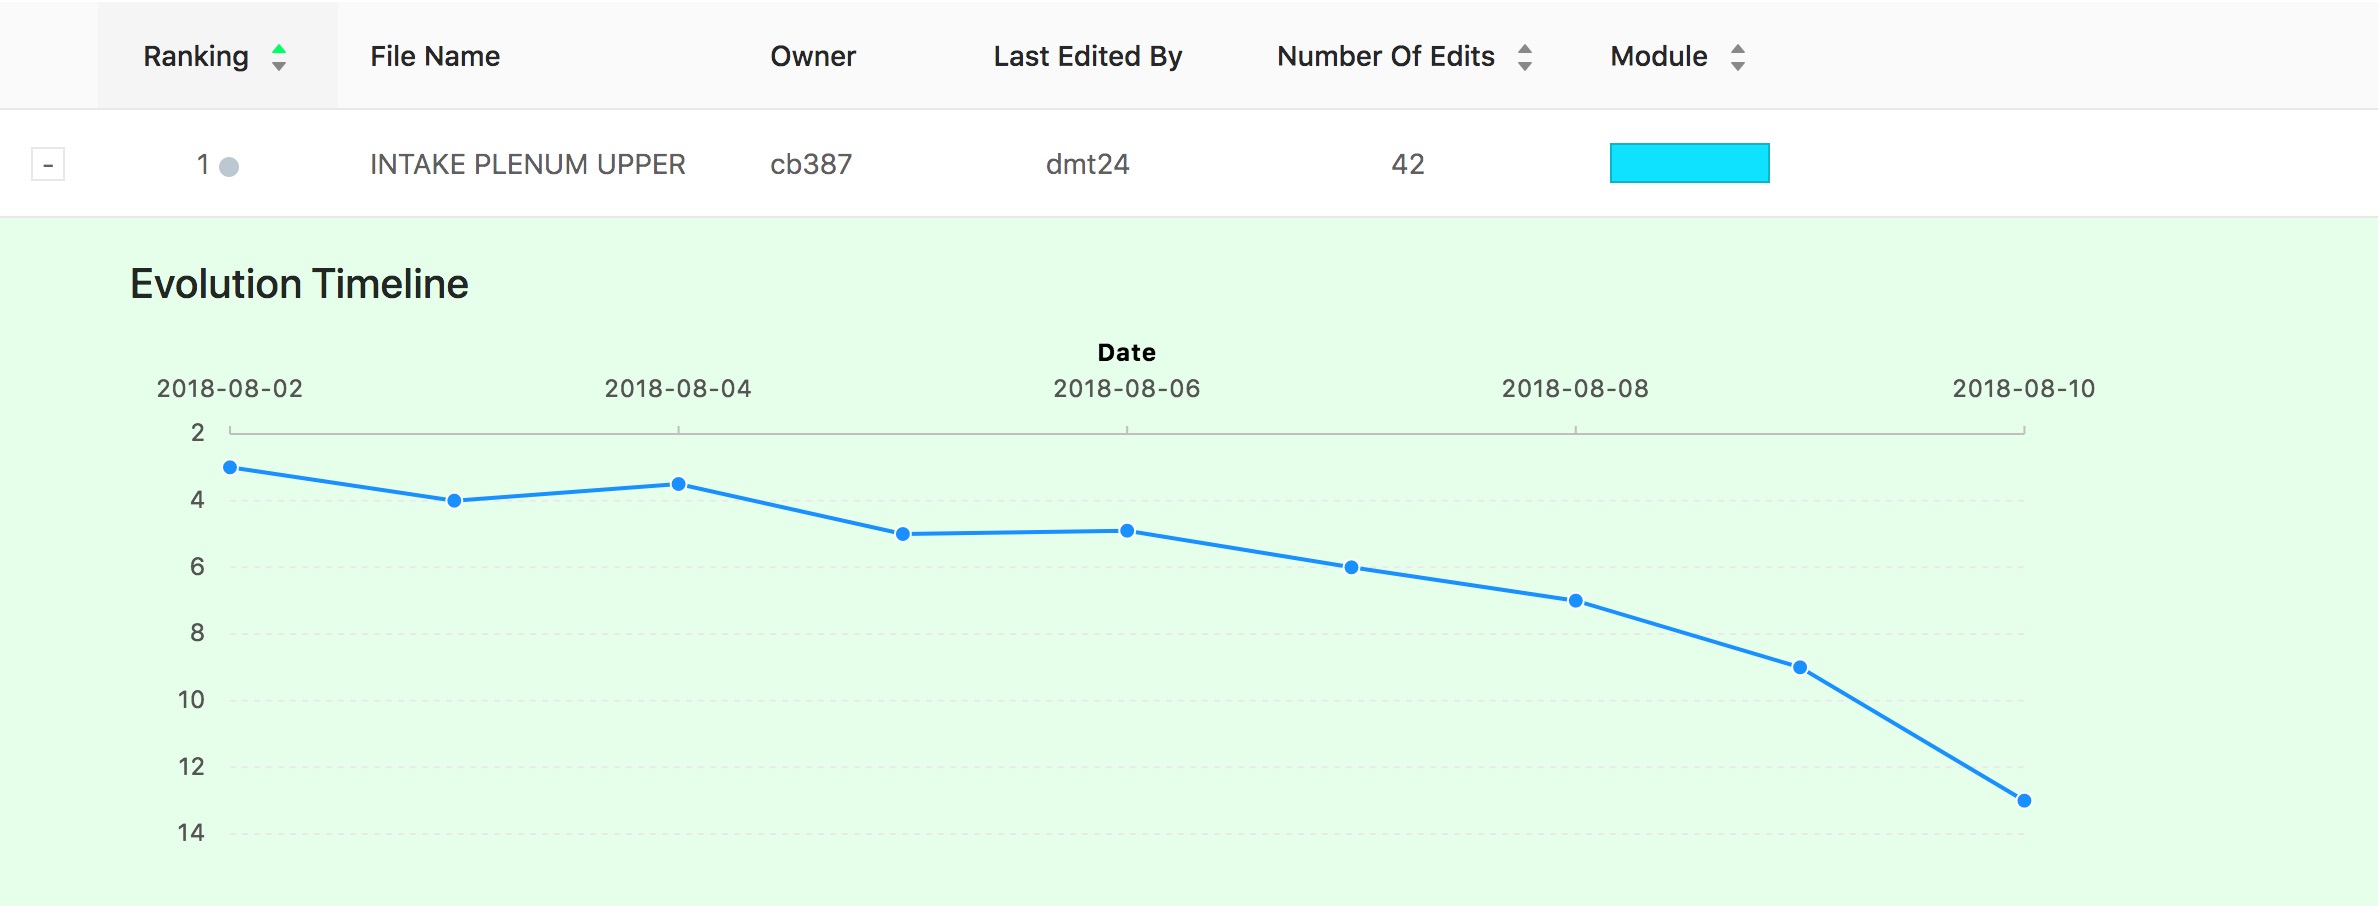 Ranking File Name Owner Last Edited By Number Of Edits Module
- 1 INTAKE PLENUM UPPER cb387 dmt24 42
Evolution Timeline
Date
2018-08-02 2018-08-04 2018-08-06 2018-08-08 2018-08-10
2
4
6
8
10
12
14